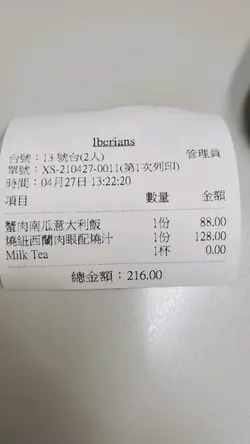 Iberians
台號：13 號台(2人) 管理員
單號：XS-210427-0011(第1次列印)
時間：04月27日 13:22:20
項目 數量 金額
蟹肉南瓜意大利飯 1份 88.00
燒紐西蘭肉眼配燒汁 1份 128.00
Milk Tea 1杯 0.00
總金額：216.00